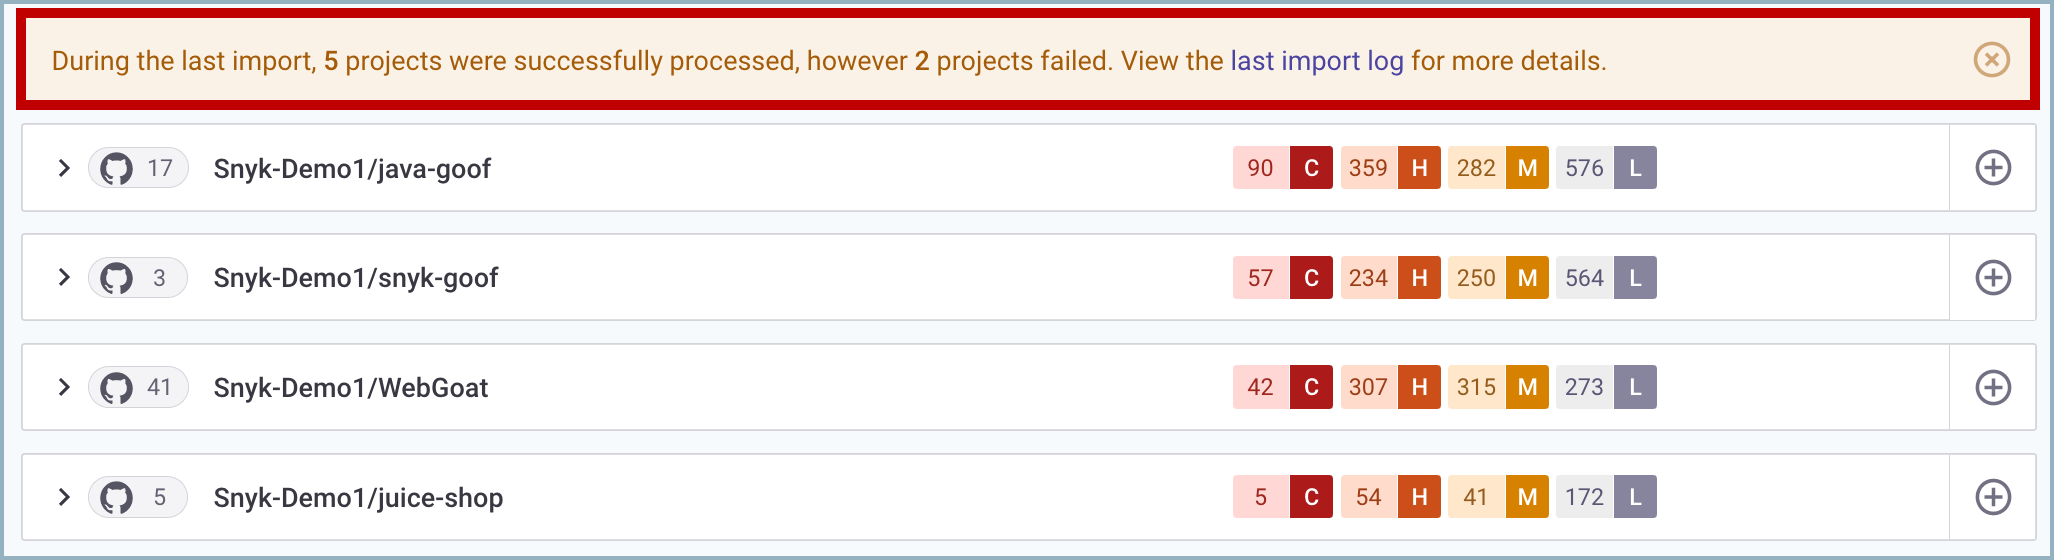 During the last import, 5 projects were successfully processed, however 2 projects failed. View the last import log for more details.
17 Snyk-Demo1/java-goof 90 C 359 H 282 M 576 L
3 Snyk-Demo1/snyk-goof 57 C 234 H 250 M 564 L
41 Snyk-Demo1/WebGoat 42 C 307 H 315 M 273 L
5 Snyk-Demo1/juice-shop 5 C 54 H 41 M 172 L